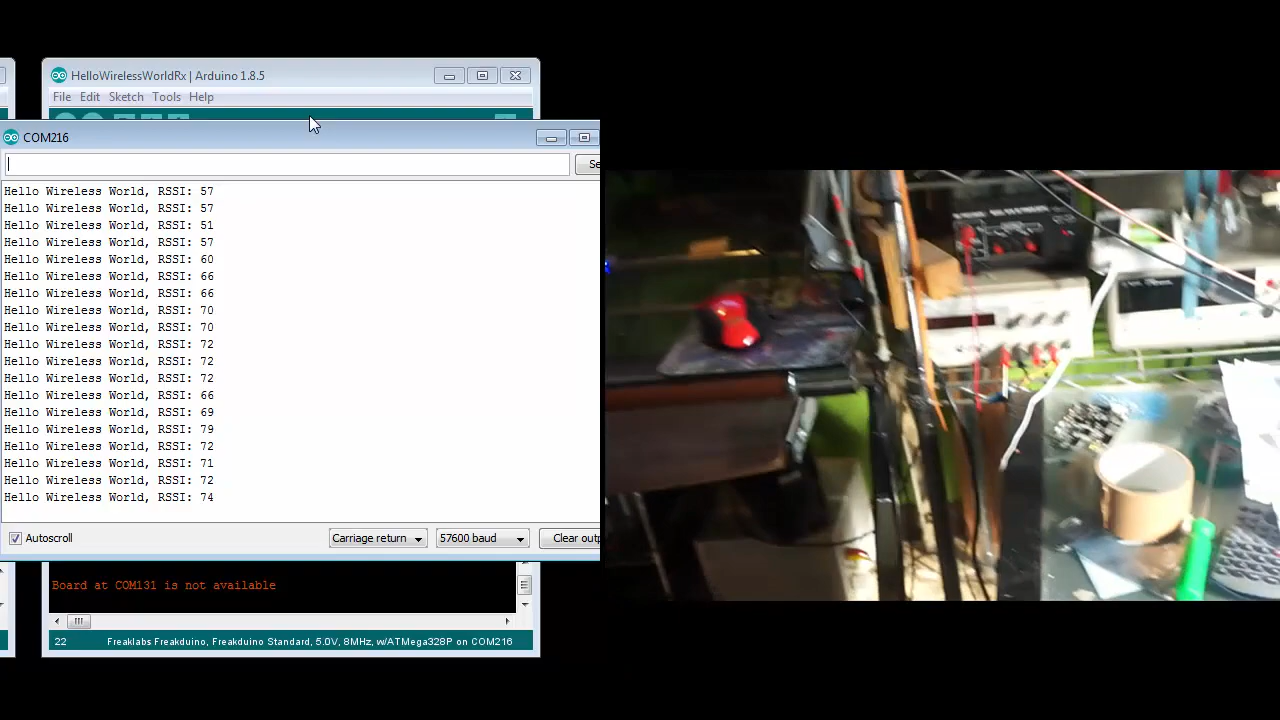 HelloWirelessWorldRx | Arduino 1.8.5
File Edit Sketch Tools Help
COM216
Se
Hello Wireless World, RSSI: 57
Hello Wireless World, RSSI: 57
Hello Wireless World, RSSI: 51
Hello Wireless World, RSSI: 57
Hello Wireless World, RSSI: 60
Hello Wireless World, RSSI: 66
Hello Wireless World, RSSI: 66
Hello Wireless World, RSSI: 70
Hello Wireless World, RSSI: 70
Hello Wireless World, RSSI: 72
Hello Wireless World, RSSI: 72
Hello Wireless World, RSSI: 72
Hello Wireless World, RSSI: 66
Hello Wireless World, RSSI: 69
Hello Wireless World, RSSI: 79
Hello Wireless World, RSSI: 72
Hello Wireless World, RSSI: 71
Hello Wireless World, RSSI: 72
Hello Wireless World, RSSI: 74
Autoscroll Carriage return 57600 baud Clear outp
Board at COM131 is not available
22 Freaklabs Freakduino, Freakduino Standard, 5.0V, 8MHz, w/ATMega328P on COM216